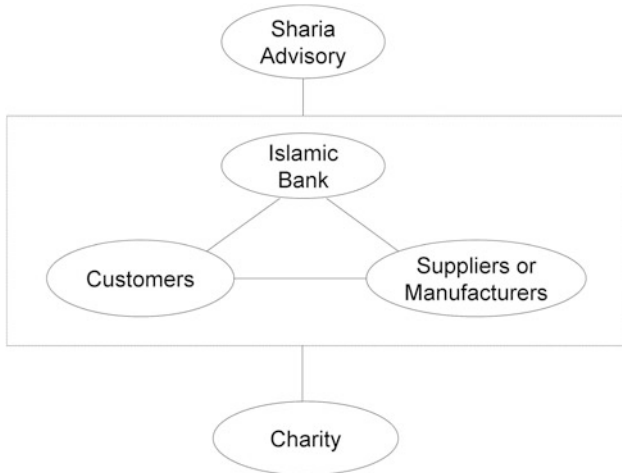 Sharia
Advisory
Islamic
Bank
Customers
Suppliers or
Manufacturers
Charity